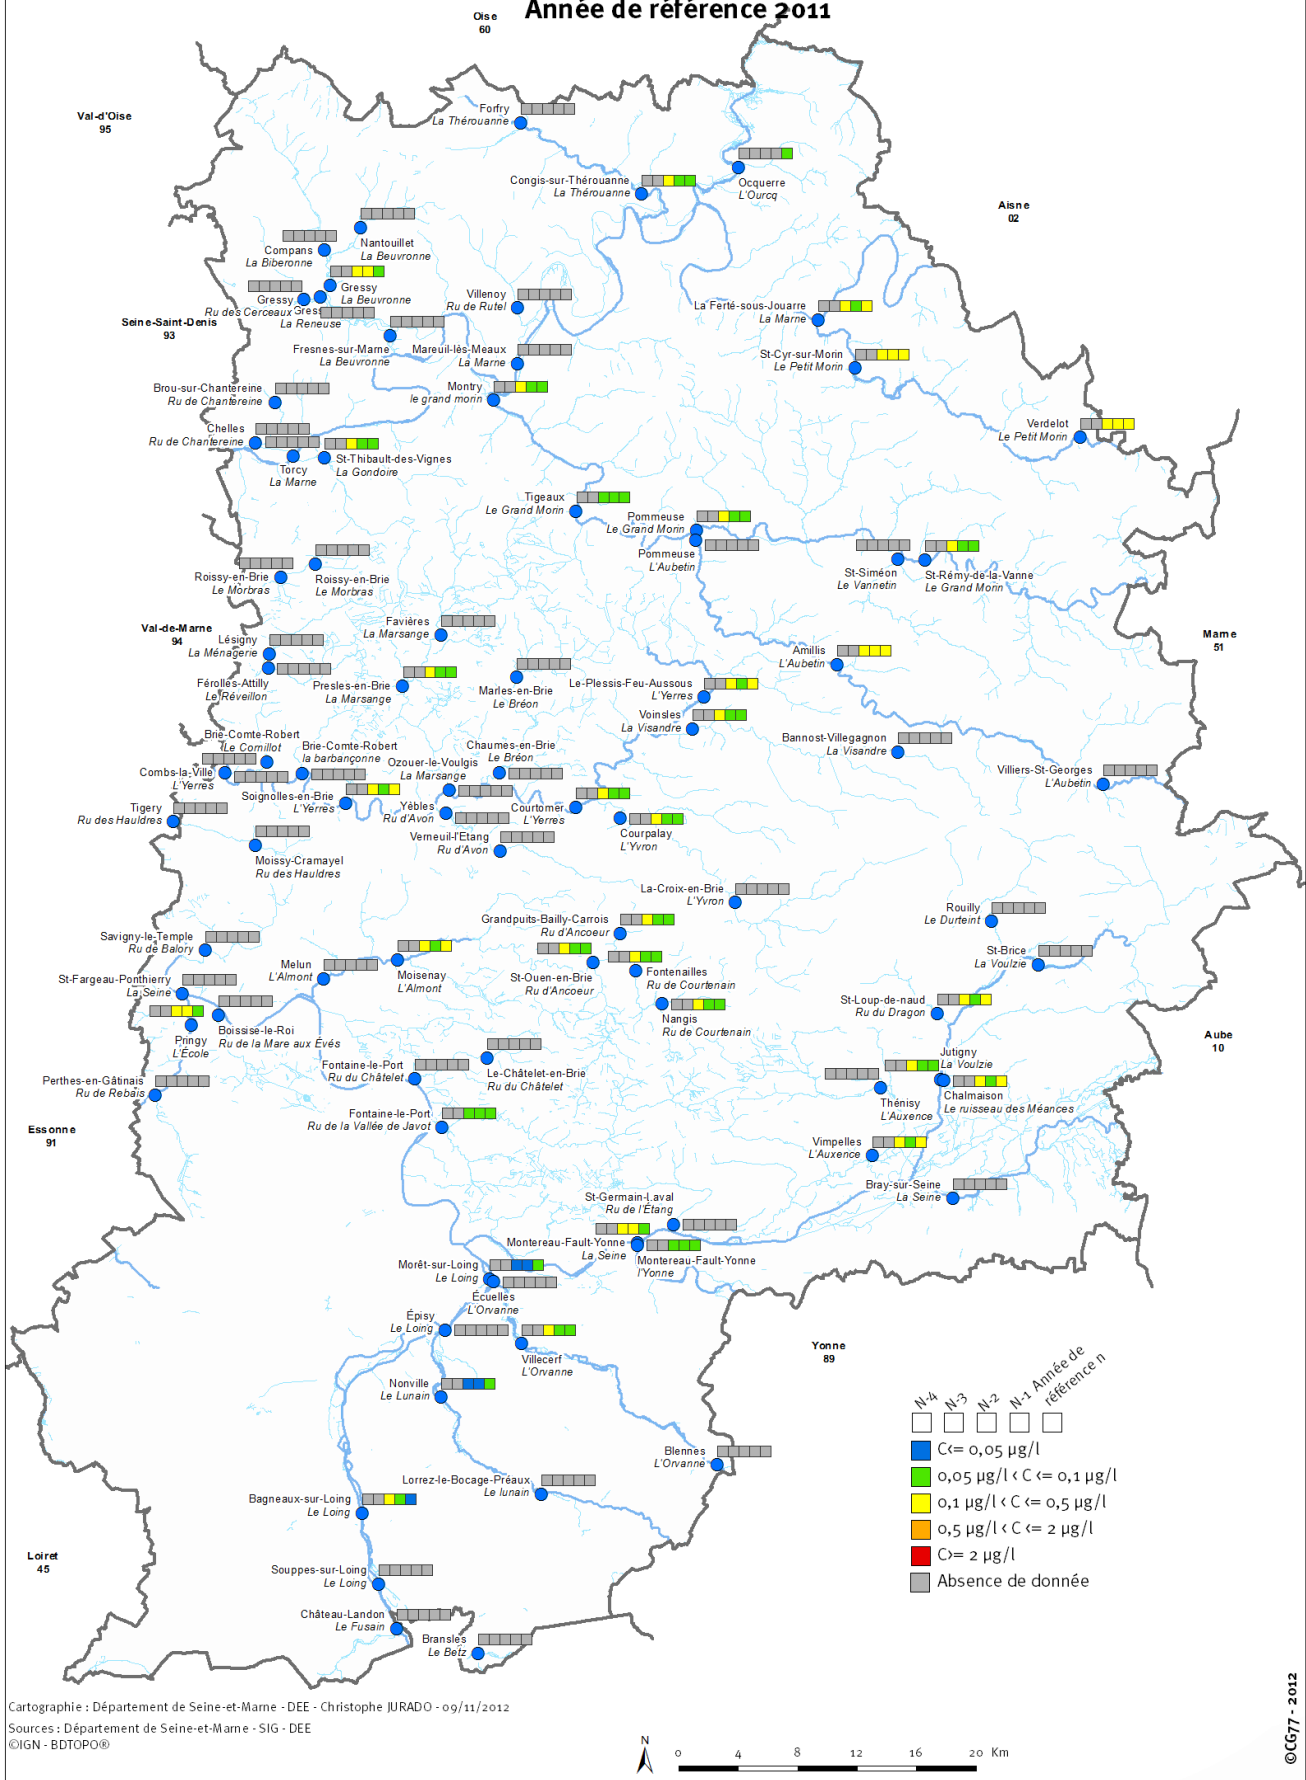 Année de référence 2011
Oise
60
Val-d'Oise
95
Forfry
La Thérouanne
Congis-sur-Thérouanne
La Thérouanne
Ocquerre
L'Ourcq
Aisne
02
Nantouillet
La Beuvronne
Compans
La Biberonne
Gressy
La Beuvronne
Gressy
Ru des Cerceaux
Gress
La Reneuse
Villenoy
Ru de Rutel
La Ferté-sous-Jouarre
La Marne
Seine-Saint-Denis
93
Fresnes-sur-Marne
La Beuvronne
Mareuil-lès-Meaux
La Marne
St-Cyr-sur-Morin
Le Petit Morin
Brou-sur-Chantereine
Ru de Chantereine
Montry
le grand morin
Verdelot
Le Petit Morin
Chelles
Ru de Chantereine
Torcy
La Marne
St-Thibault-des-Vignes
La Gondoire
Tigeaux
Le Grand Morin
Pommeuse
Le Grand Morin
Pommeuse
L'Aubetin
St-Siméon
Le Vannetin
St-Rémy-de-la-Vanne
Le Grand Morin
Roissy-en-Brie
Le Morbras
Roissy-en-Brie
Le Morbras
Val-de-Marne
94
Favières
La Marsange
Marne
51
Lésigny
La Ménagerie
Férolles-Attilly
Le Réveillon
Presles-en-Brie
La Marsange
Marles-en-Brie
Le Bréon
Le-Plessis-Feu-Aussous
L'Yerres
Amillis
L'Aubetin
Voinsles
La Visandre
Bannost-Villegagnon
La Visandre
Villiers-St-Georges
L'Aubetin
Brie-Comte-Robert
Le Cornillot
Brie-Comte-Robert
la barbançonne
Chaumes-en-Brie
Le Bréon
Ozouer-le-Voulgis
La Marsange
Combs-la-Ville
L'Yerres
Soignolles-en-Brie
L'Yerres
Tigery
Ru des Hauldres
Yèbles
Ru d'Avon
Courtomer
L'Yerres
Courpalay
L'Yvron
Verneuil-l'Etang
Ru d'Avon
Moissy-Cramayel
Ru des Hauldres
La-Croix-en-Brie
L'Yvron
Rouilly
Le Durteint
Grandpuits-Bailly-Carrois
Ru d'Ancoeur
Savigny-le-Temple
Ru de Balory
St-Brice
La Voulzie
Melun
L'Almont
Moisenay
L'Almont
St-Ouen-en-Brie
Ru d'Ancoeur
Fontenailles
Ru de Courtenain
St-Fargeau-Ponthierry
La Seine
St-Loup-de-naud
Ru du Dragon
Nangis
Ru de Courtenain
Pringy
L'École
Boissise-le-Roi
Ru de la Mare aux Évés
Aube
10
Jutigny
La Voulzie
Fontaine-le-Port
Ru du Châtelet
Le-Châtelet-en-Brie
Ru du Châtelet
Perthes-en-Gâtinais
Ru de Rebais
Thénisy
L'Auxence
Chalmaison
Le ruisseau des Méances
Essonne
91
Fontaine-le-Port
Ru de la Vallée de Javot
Vimpelles
L'Auxence
Bray-sur-Seine
La Seine
St-Germain-Laval
Ru de l'Étang
Montereau-Fault-Yonne
La Seine
Montereau-Fault-Yonne
l'Yonne
Morêt-sur-Loing
Le Loing
Écuelles
L'Orvanne
Épisy
Le Loing
Villecerf
L'Orvanne
Yonne
89
Nonville
Le Lunain
Blennes
L'Orvanne
Lorrez-le-Bocage-Préaux
Le lunain
Bagneaux-sur-Loing
Le Loing
Loiret
45
Souppes-sur-Loing
Le Loing
Château-Landon
Le Fusain
Bransles
Le Betz
N-4
N-3
N-2
N-1
Année de
référence n
C<= 0,05 µg/l
0,05 µg/l < C <= 0,1 µg/l
0,1 µg/l < C <= 0,5 µg/l
0,5 µg/l < C <= 2 µg/l
C>= 2 µg/l
Absence de donnée
Cartographie : Département de Seine-et-Marne - DEE - Christophe JURADO - 09/11/2012
Sources : Département de Seine-et-Marne - SIG - DEE
©IGN - BDTOPO®
N
0 4 8 12 16 20 Km
©CG77 - 2012